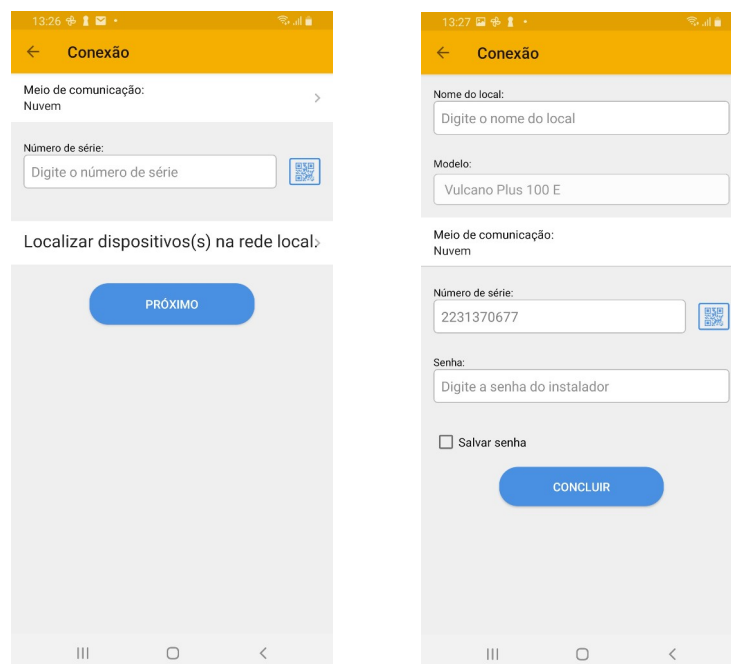 13:26
Conexão
Meio de comunicação:
Nuvem
Número de série:
Digite o número de série
Localizar dispositivos(s) na rede local.
PRÓXIMO
13:27
Conexão
Nome do local:
Digite o nome do local
Modelo:
Vulcano Plus 100 E
Meio de comunicação:
Nuvem
Número de série:
2231370677
Senha:
Digite a senha do instalador
Salvar senha
CONCLUIR